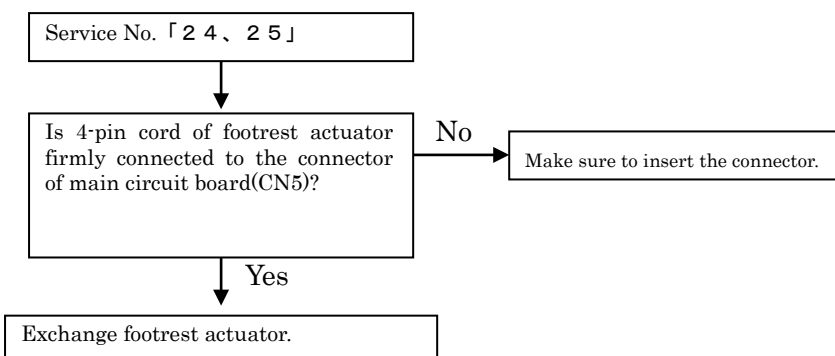 Service No.「２４、２５」
Is 4-pin cord of footrest actuator
firmly connected to the connector
of main circuit board(CN5)?
No
Make sure to insert the connector.
Yes
Exchange footrest actuator.